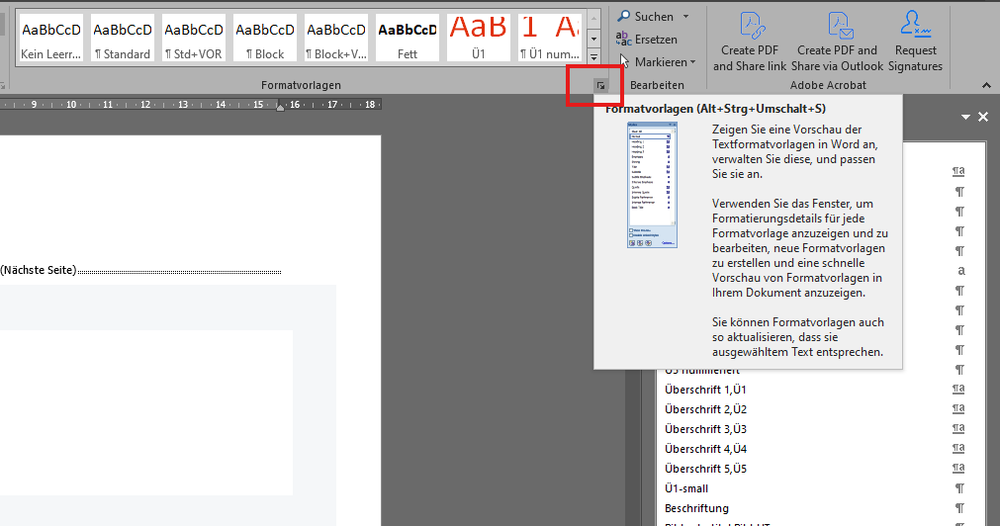 AaBbCcD AaBbCcD AaBbCcD AaBbCcD AaBbCcD AaBbCcD AaB 1 A
Kein Leerr... ¶ Standard ¶ Std+VOR ¶ Block ¶ Block+V... Fett Ü1 ¶ Ü1 num...
Formatvorlagen
Suchen
Ersetzen
Markieren
Bearbeiten
Create PDF
and Share link
Create PDF and
Share via Outlook
Request
Signatures
Adobe Acrobat
9 10 11 12 13 14 15 16 17 18
Formatvorlagen (Alt+Strg+Umschalt+S)
Zeigen Sie eine Vorschau der
Textformatvorlagen in Word an,
verwalten Sie diese, und passen
Sie sie an.
Verwenden Sie das Fenster, um
Formatierungsdetails für jede
Formatvorlage anzuzeigen und zu
bearbeiten, neue Formatvorlagen
zu erstellen und eine schnelle
Vorschau von Formatvorlagen in
Ihrem Dokument anzuzeigen.
Sie können Formatvorlagen auch
so aktualisieren, dass sie
ausgewähltem Text entsprechen.
(Nächste Seite)
¶a
¶
¶
¶
¶
a
¶
¶
¶
¶
Ü5 nummeriert ¶
Überschrift 1,Ü1 ¶a
Überschrift 2,Ü2 ¶a
Überschrift 3,Ü3 ¶a
Überschrift 4,Ü4 ¶a
Überschrift 5,Ü5 ¶a
Ü1-small ¶
Beschriftung ¶